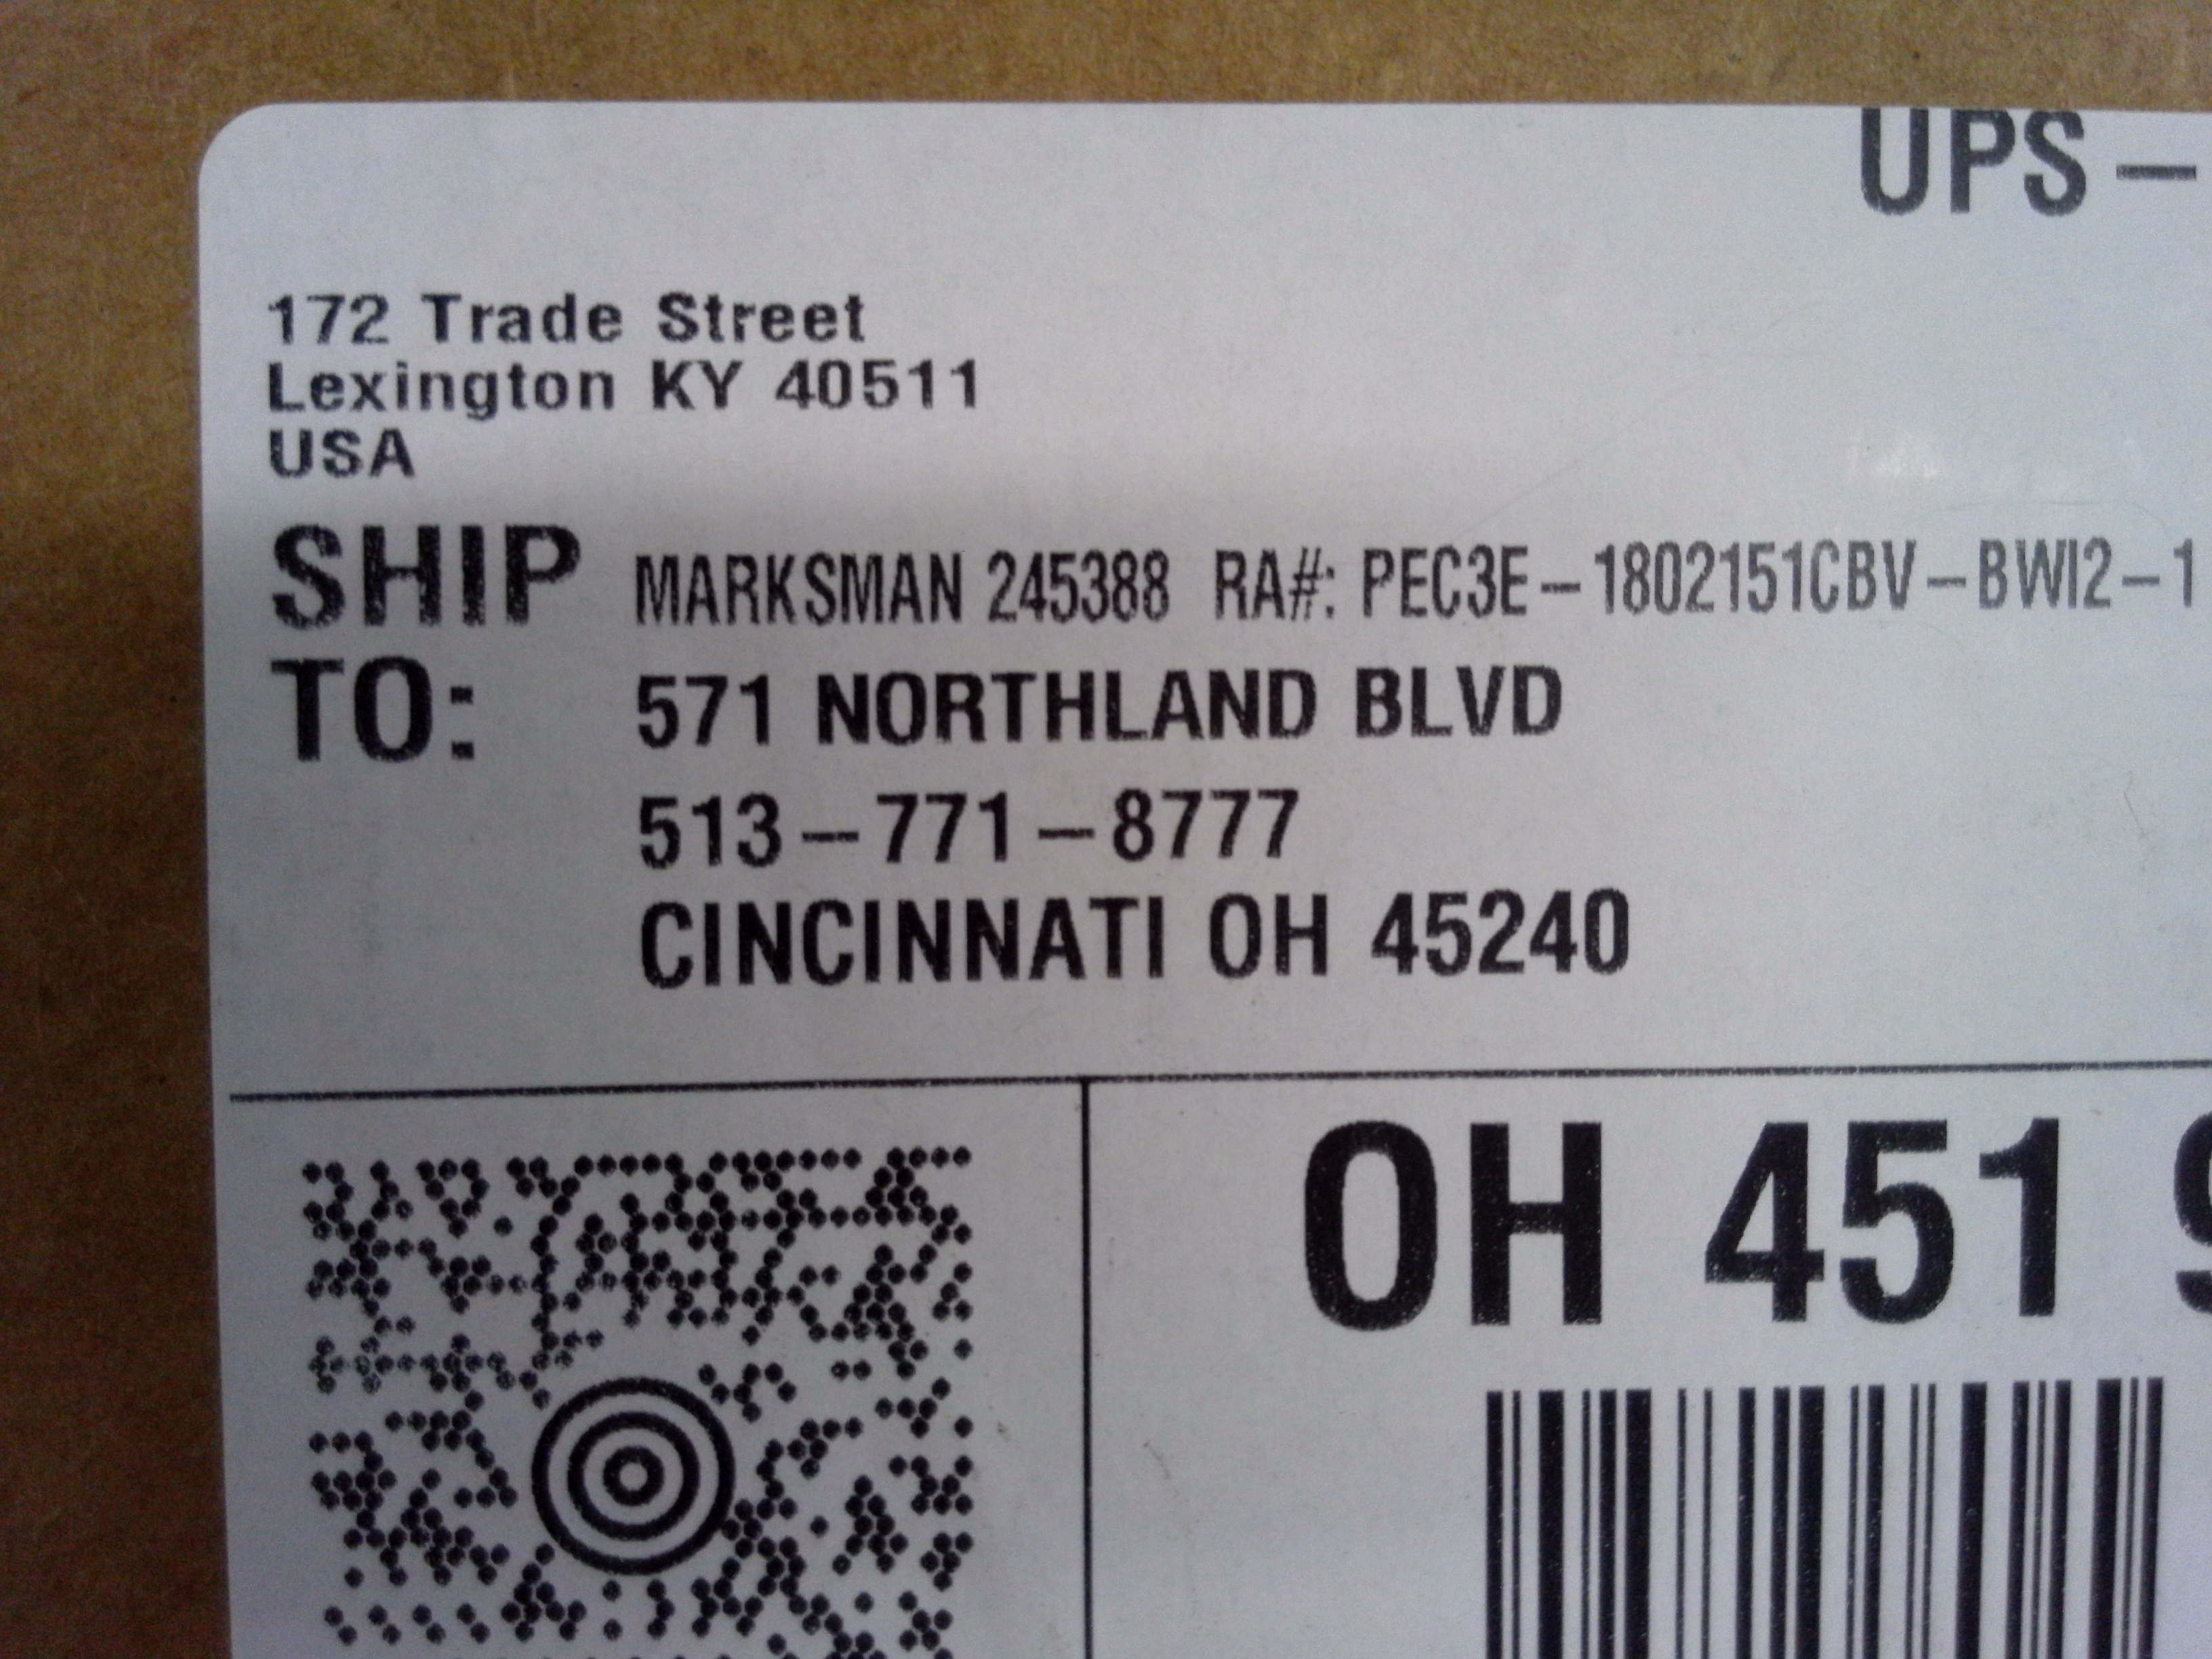 UPS –
172 Trade Street
Lexington KY 40511
USA
SHIP TO:
MARKSMAN 245388 RA#: PEC3E–1802151CBV–BWI2–1
571 NORTHLAND BLVD
513–771–8777
CINCINNATI OH 45240
OH 451 9